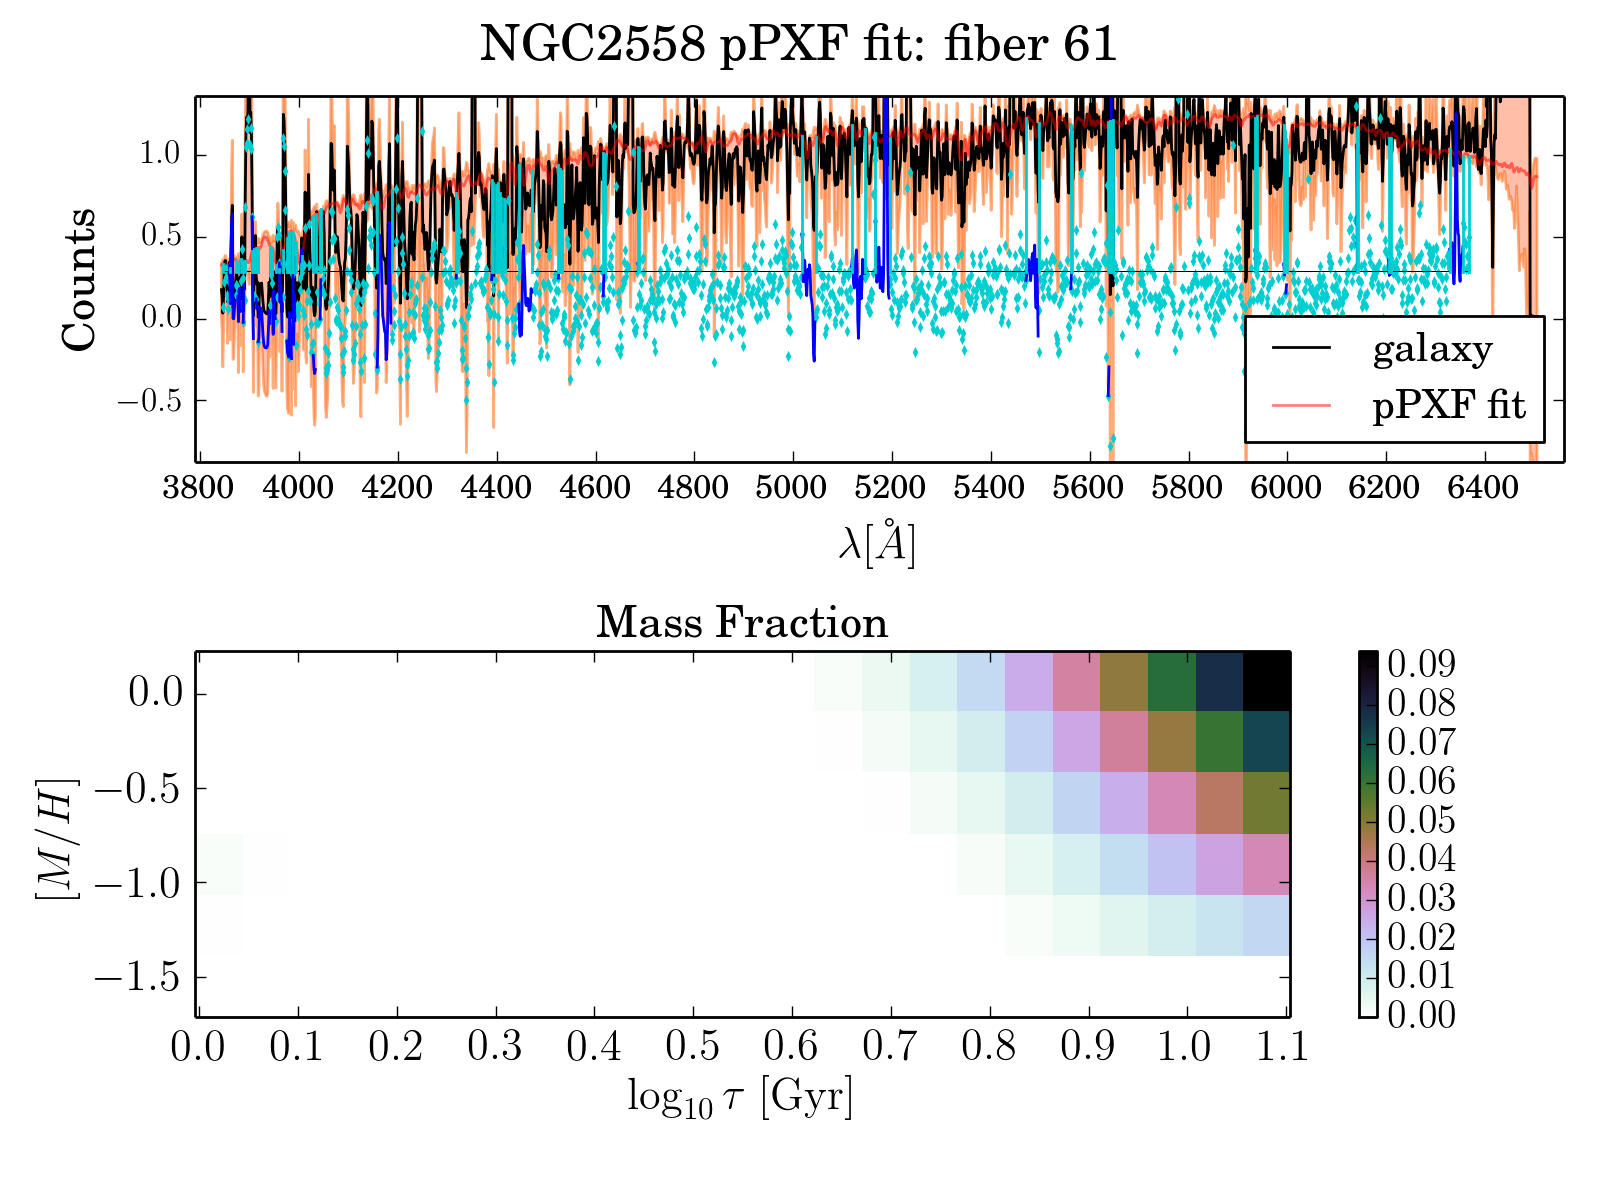 NGC2558 pPXF fit: fiber 61
1.0
0.5
0.0
−0.5
Counts
galaxy
pPXF fit
3800 4000 4200 4400 4600 4800 5000 5200 5400 5600 5800 6000 6200 6400
λ[Å]
Mass Fraction
0.0
−0.5
−1.0
−1.5
[M/H]
0.0 0.1 0.2 0.3 0.4 0.5 0.6 0.7 0.8 0.9 1.0 1.1
log₁₀ τ [Gyr]
0.09
0.08
0.07
0.06
0.05
0.04
0.03
0.02
0.01
0.00